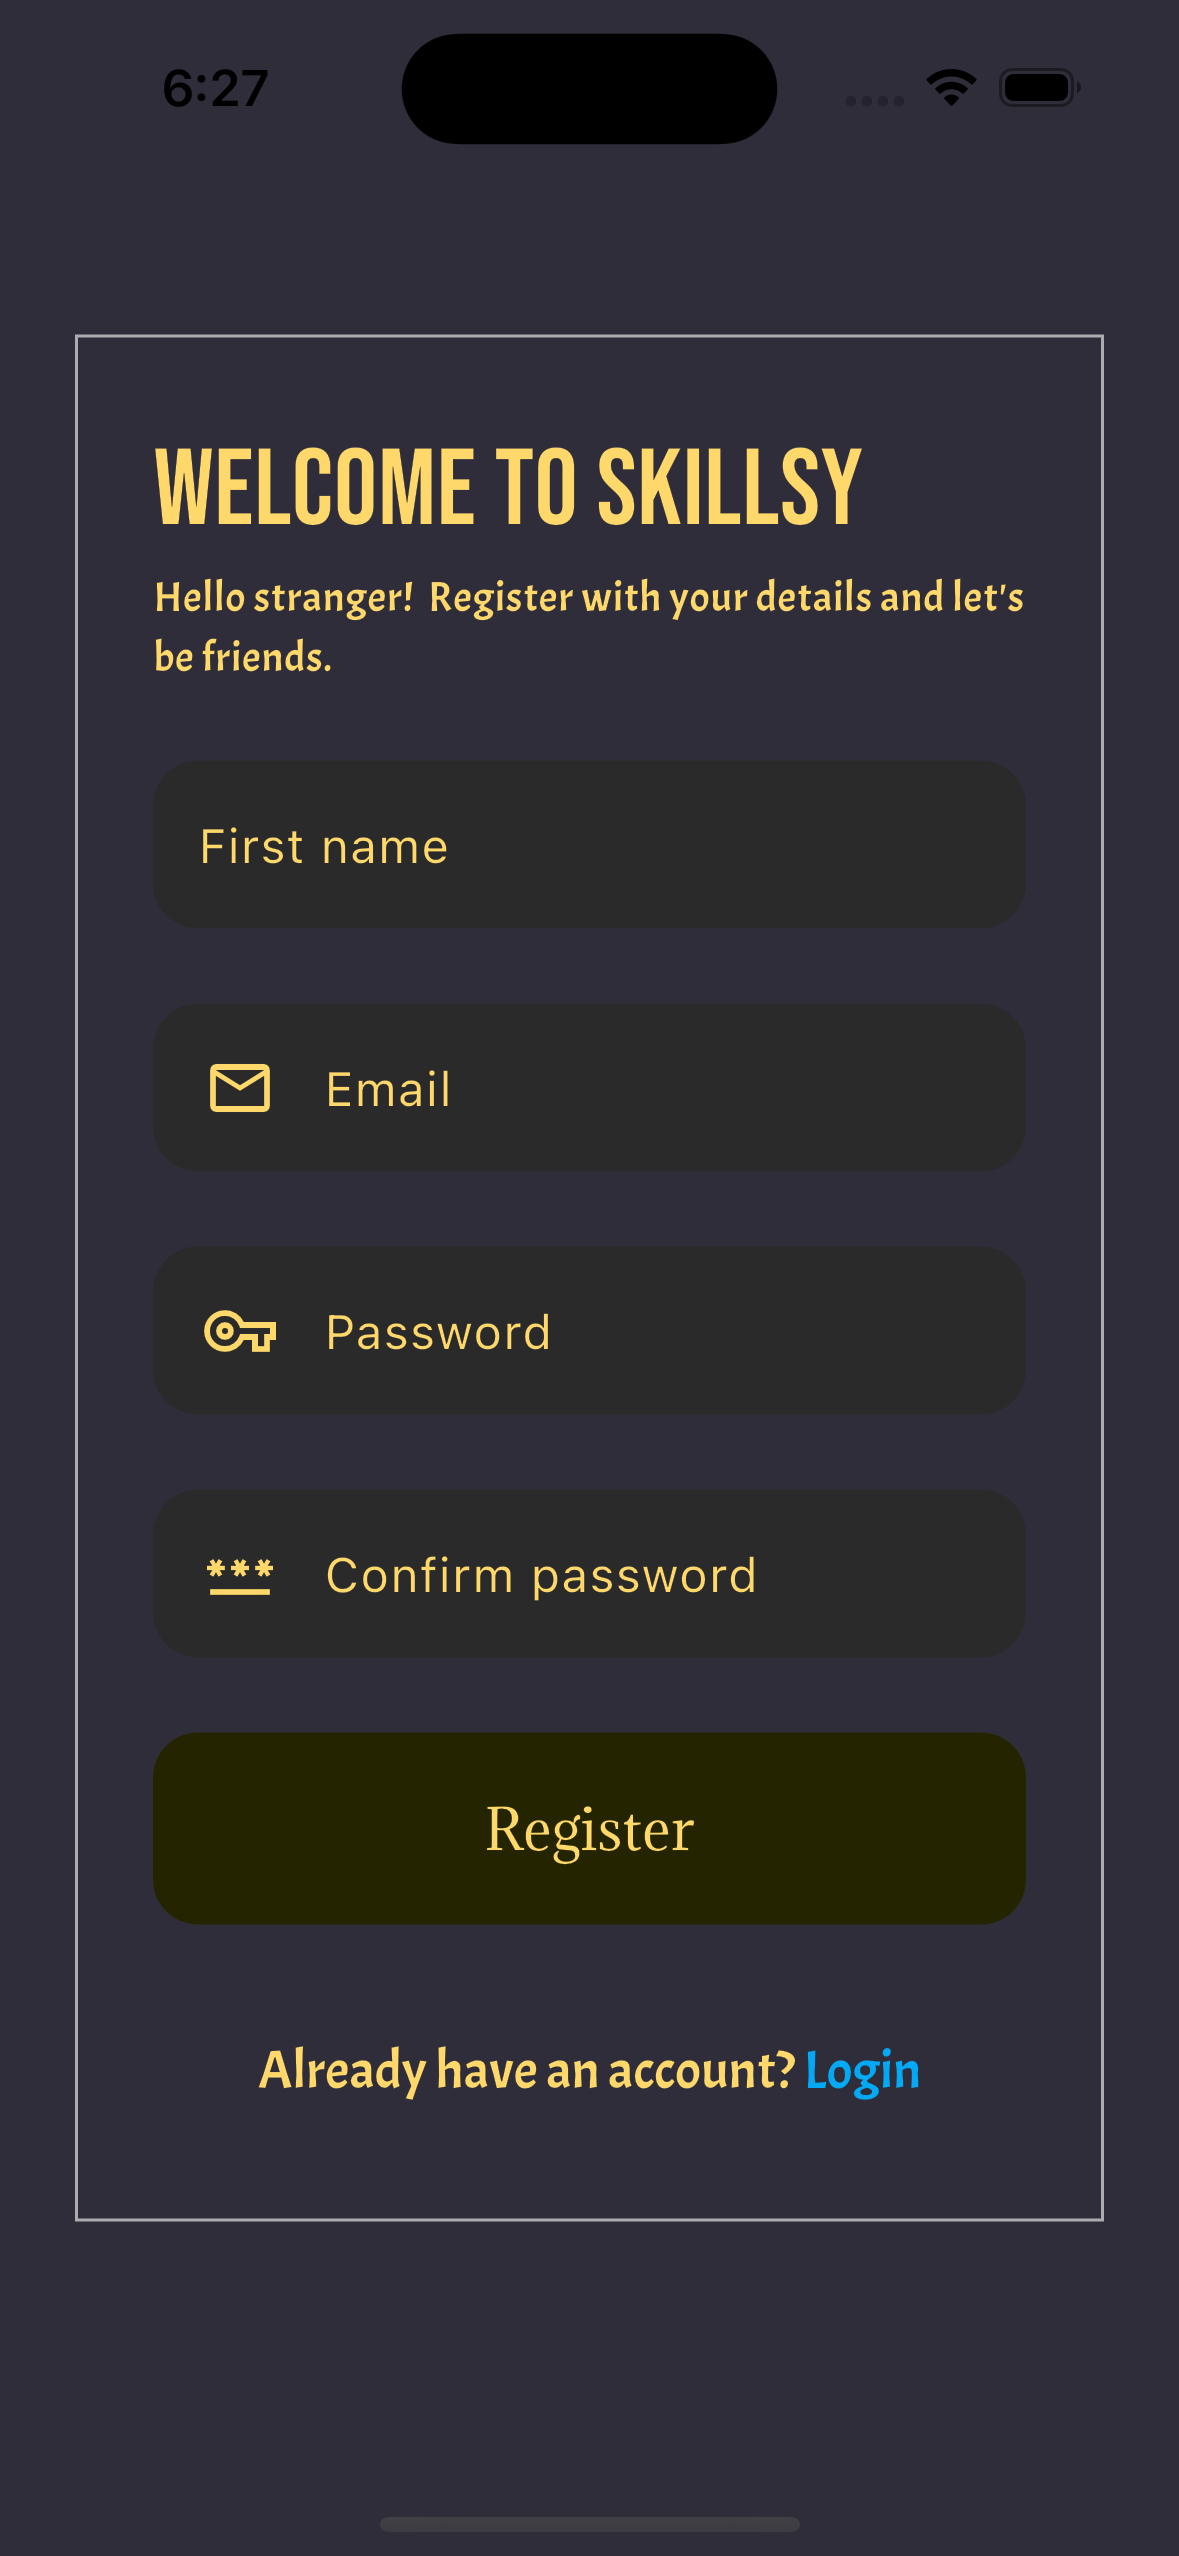 6:27
WELCOME TO SKILLSY
Hello stranger!  Register with your details and let's
be friends.
First name
Email
Password
Confirm password
Register
Already have an account? Login